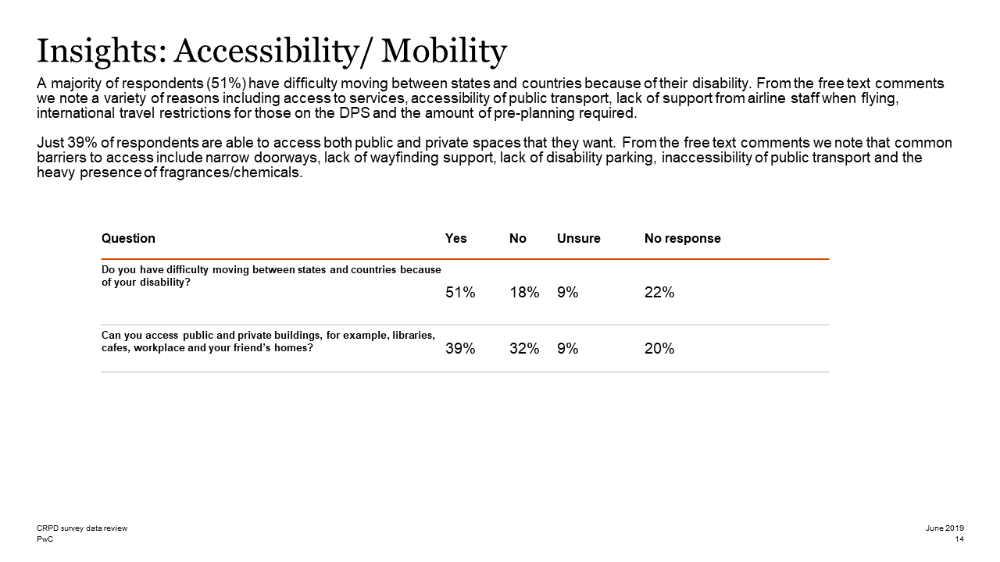 Insights: Accessibility/ Mobility
A majority of respondents (51%) have difficulty moving between states and countries because of their disability. From the free text comments
we note a variety of reasons including access to services, accessibility of public transport, lack of support from airline staff when flying,
international travel restrictions for those on the DPS and the amount of pre-planning required.
Just 39% of respondents are able to access both public and private spaces that they want. From the free text comments we note that common
barriers to access include narrow doorways, lack of wayfinding support, lack of disability parking, inaccessibility of public transport and the
heavy presence of fragrances/chemicals.
Question Yes No Unsure No response
Do you have difficulty moving between states and countries because
of your disability?
51% 18% 9% 22%
Can you access public and private buildings, for example, libraries,
cafes, workplace and your friend’s homes?
39% 32% 9% 20%
CRPD survey data review
PwC
June 2019
14